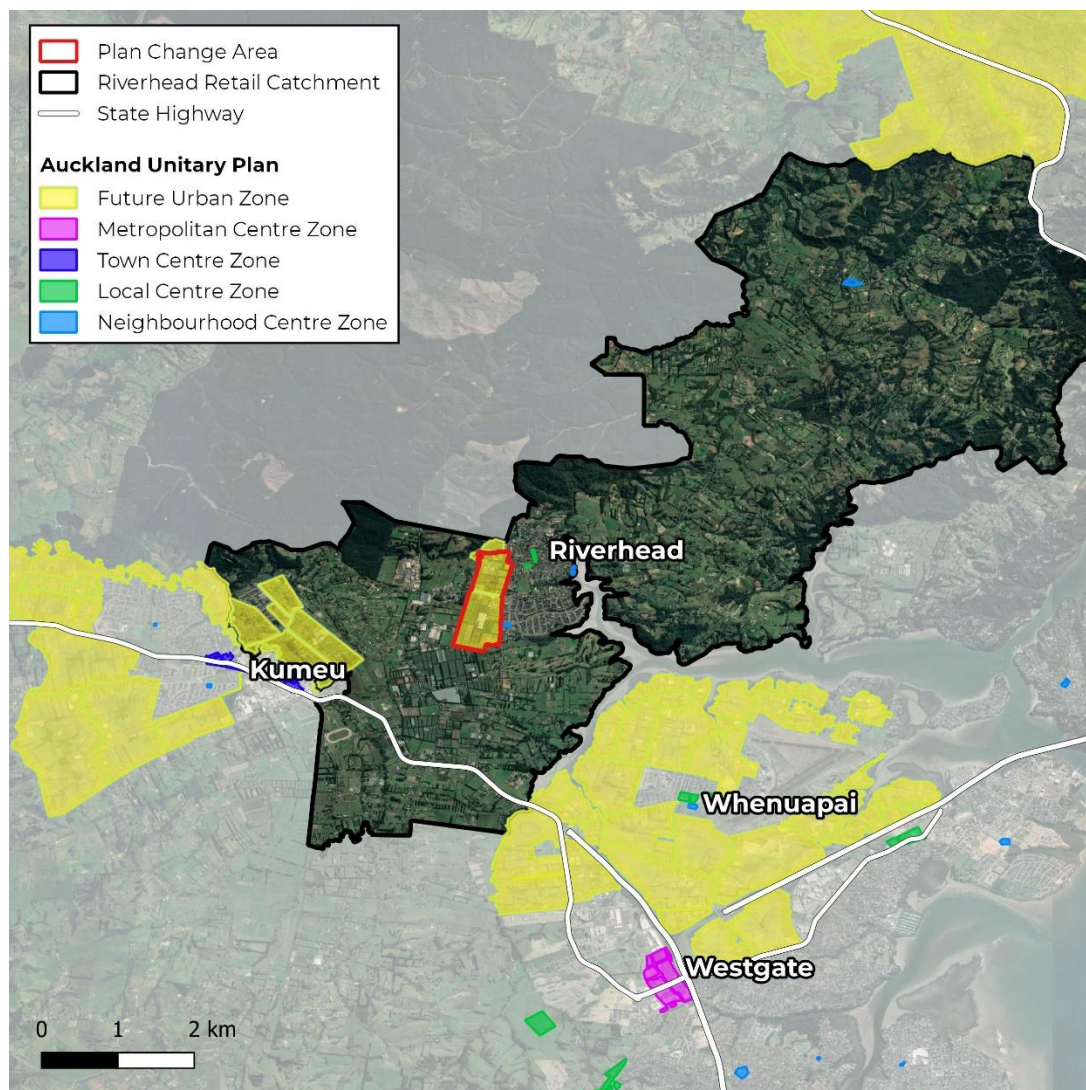 Plan Change Area
Riverhead Retail Catchment
State Highway
Auckland Unitary Plan
Future Urban Zone
Metropolitan Centre Zone
Town Centre Zone
Local Centre Zone
Neighbourhood Centre Zone
Riverhead
Kumeu
Whenuapai
Westgate
0 1 2 km